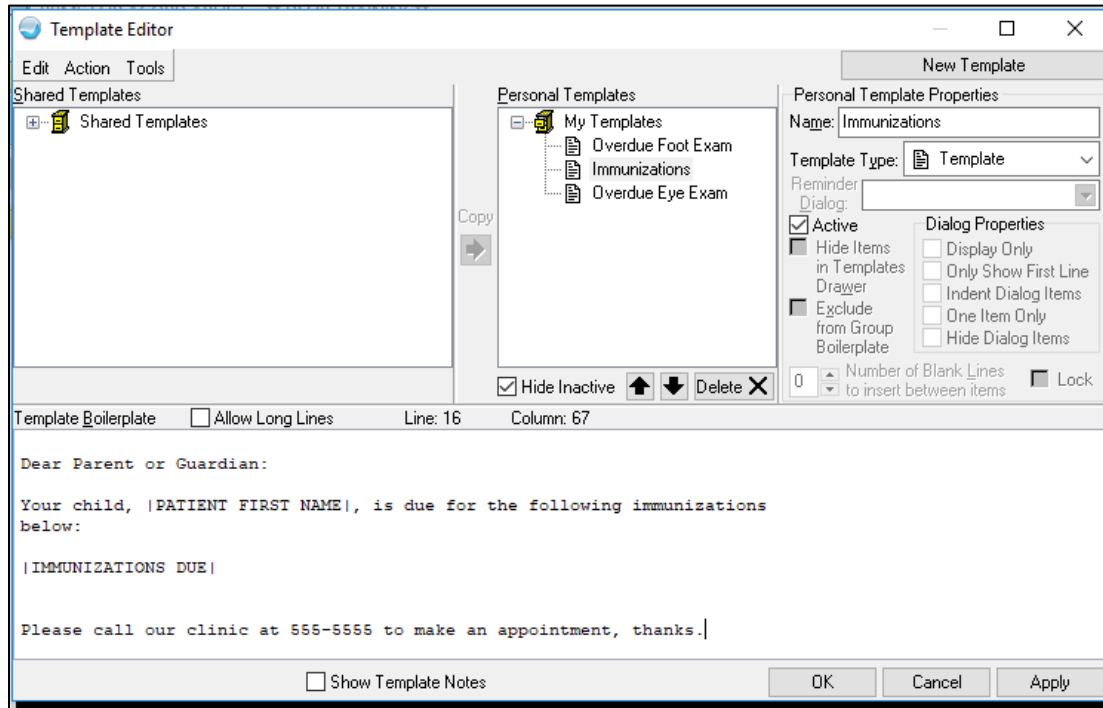 Template Editor
Edit Action Tools
New Template
Shared Templates
Shared Templates
Copy
Personal Templates
My Templates
Overdue Foot Exam
Immunizations
Overdue Eye Exam
Hide Inactive
Delete
Personal Template Properties
Name: Immunizations
Template Type: Template
Reminder
Dialog:
Active
Hide Items
in Templates
Drawer
Exclude
from Group
Boilerplate
Dialog Properties
Display Only
Only Show First Line
Indent Dialog Items
One Item Only
Hide Dialog Items
0 Number of Blank Lines
to insert between items
Lock
Template Boilerplate Allow Long Lines Line: 16 Column: 67
Dear Parent or Guardian:
Your child, |PATIENT FIRST NAME|, is due for the following immunizations
below:
|IMMUNIZATIONS DUE|
Please call our clinic at 555-5555 to make an appointment, thanks.
Show Template Notes
OK Cancel Apply